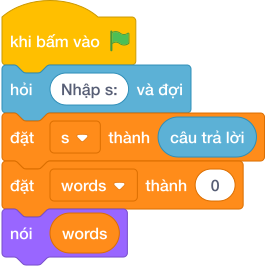 khi bấm vào
hỏi Nhập s: và đợi
đặt s thành câu trả lời
đặt words thành 0
nói words